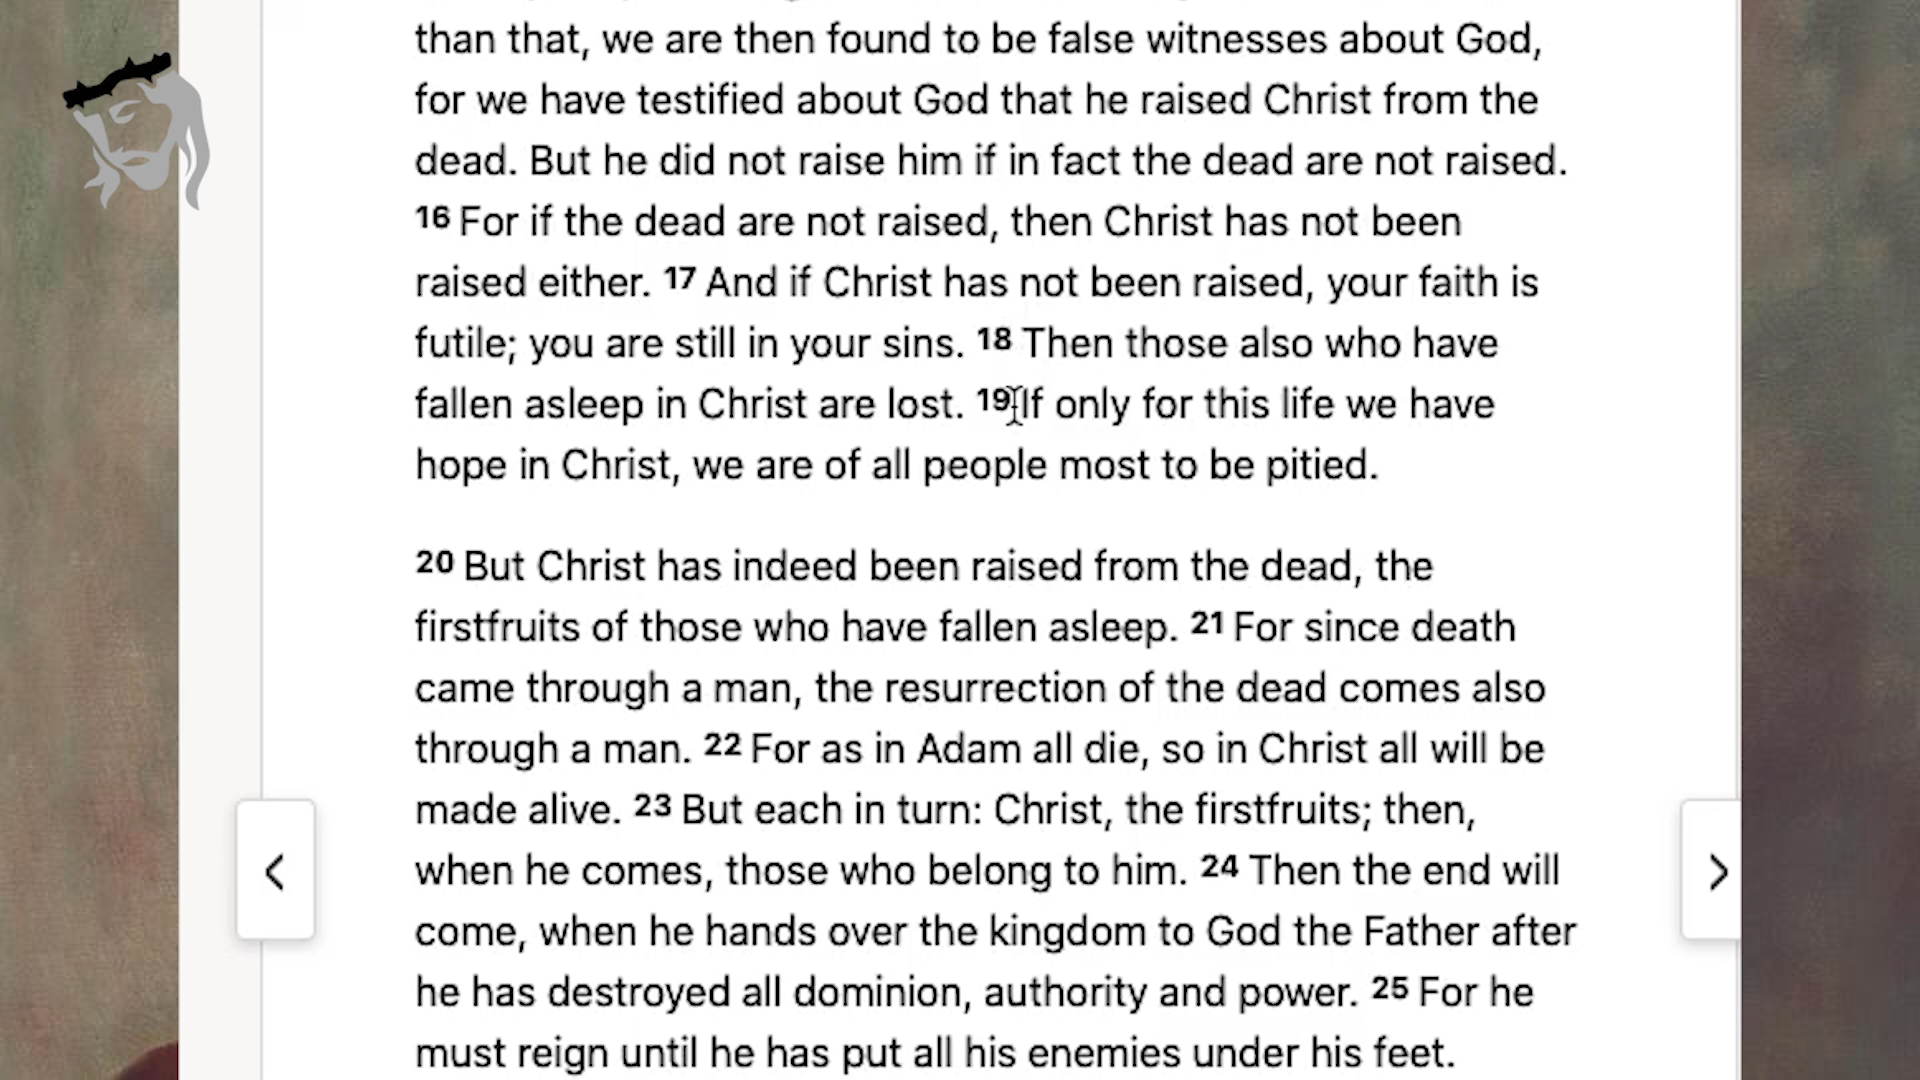 than that, we are then found to be false witnesses about God,
for we have testified about God that he raised Christ from the
dead. But he did not raise him if in fact the dead are not raised.
16 For if the dead are not raised, then Christ has not been
raised either. 17 And if Christ has not been raised, your faith is
futile; you are still in your sins. 18 Then those also who have
fallen asleep in Christ are lost. 19 If only for this life we have
hope in Christ, we are of all people most to be pitied.
20 But Christ has indeed been raised from the dead, the
firstfruits of those who have fallen asleep. 21 For since death
came through a man, the resurrection of the dead comes also
through a man. 22 For as in Adam all die, so in Christ all will be
made alive. 23 But each in turn: Christ, the firstfruits; then,
when he comes, those who belong to him. 24 Then the end will
come, when he hands over the kingdom to God the Father after
he has destroyed all dominion, authority and power. 25 For he
must reign until he has put all his enemies under his feet.